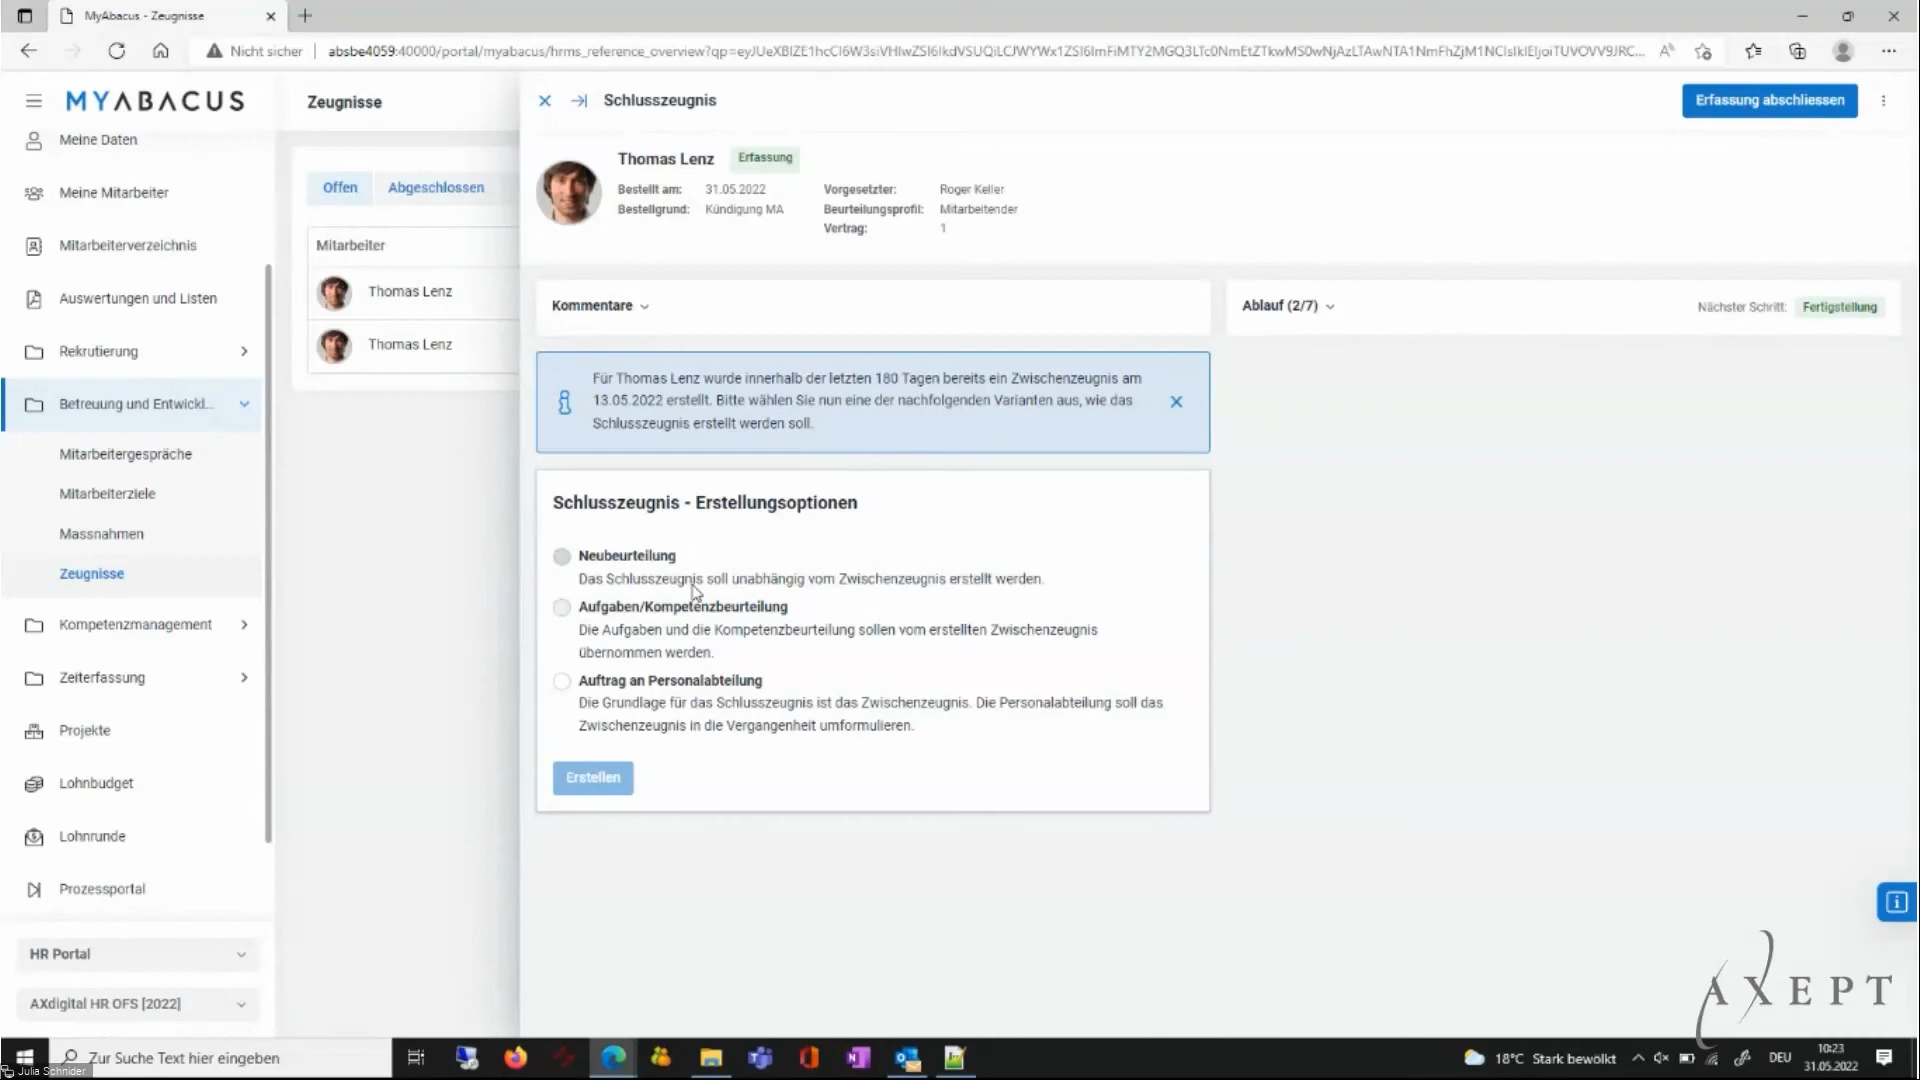 MyAbacus - Zeugnisse
Nicht sicher
MYABACUS
Meine Daten
Meine Mitarbeiter
Mitarbeiterverzeichnis
Auswertungen und Listen
Rekrutierung
Betreuung und Entwickl...
Mitarbeitergespräche
Mitarbeiterziele
Massnahmen
Zeugnisse
Kompetenzmanagement
Zeiterfassung
Projekte
Lohnbudget
Lohnrunde
Prozessportal
HR Portal
AXdigital HR OFS [2022]
Zeugnisse
Offen Abgeschlossen
Mitarbeiter
Thomas Lenz
Thomas Lenz
Schlusszeugnis
Erfassung abschliessen
Thomas Lenz Erfassung
Bestellt am: 31.05.2022 Vorgesetzter: Roger Keller
Bestellgrund: Kündigung MA Beurteilungsprofil: Mitarbeitender
Vertrag: 1
Kommentare
Ablauf (2/7) Nächster Schritt: Fertigstellung
Für Thomas Lenz wurde innerhalb der letzten 180 Tagen bereits ein Zwischenzeugnis am
13.05.2022 erstellt. Bitte wählen Sie nun eine der nachfolgenden Varianten aus, wie das
Schlusszeugnis erstellt werden soll.
Schlusszeugnis - Erstellungsoptionen
Neubeurteilung
Das Schlusszeugnis soll unabhängig vom Zwischenzeugnis erstellt werden.
Aufgaben/Kompetenzbeurteilung
Die Aufgaben und die Kompetenzbeurteilung sollen vom erstellten Zwischenzeugnis
übernommen werden.
Auftrag an Personalabteilung
Die Grundlage für das Schlusszeugnis ist das Zwischenzeugnis. Die Personalabteilung soll das
Zwischenzeugnis in die Vergangenheit umformulieren.
Erstellen
AXEPT
Zur Suche Text hier eingeben
Julia Schnider
18°C Stark bewölkt
DEU
10:23
31.05.2022